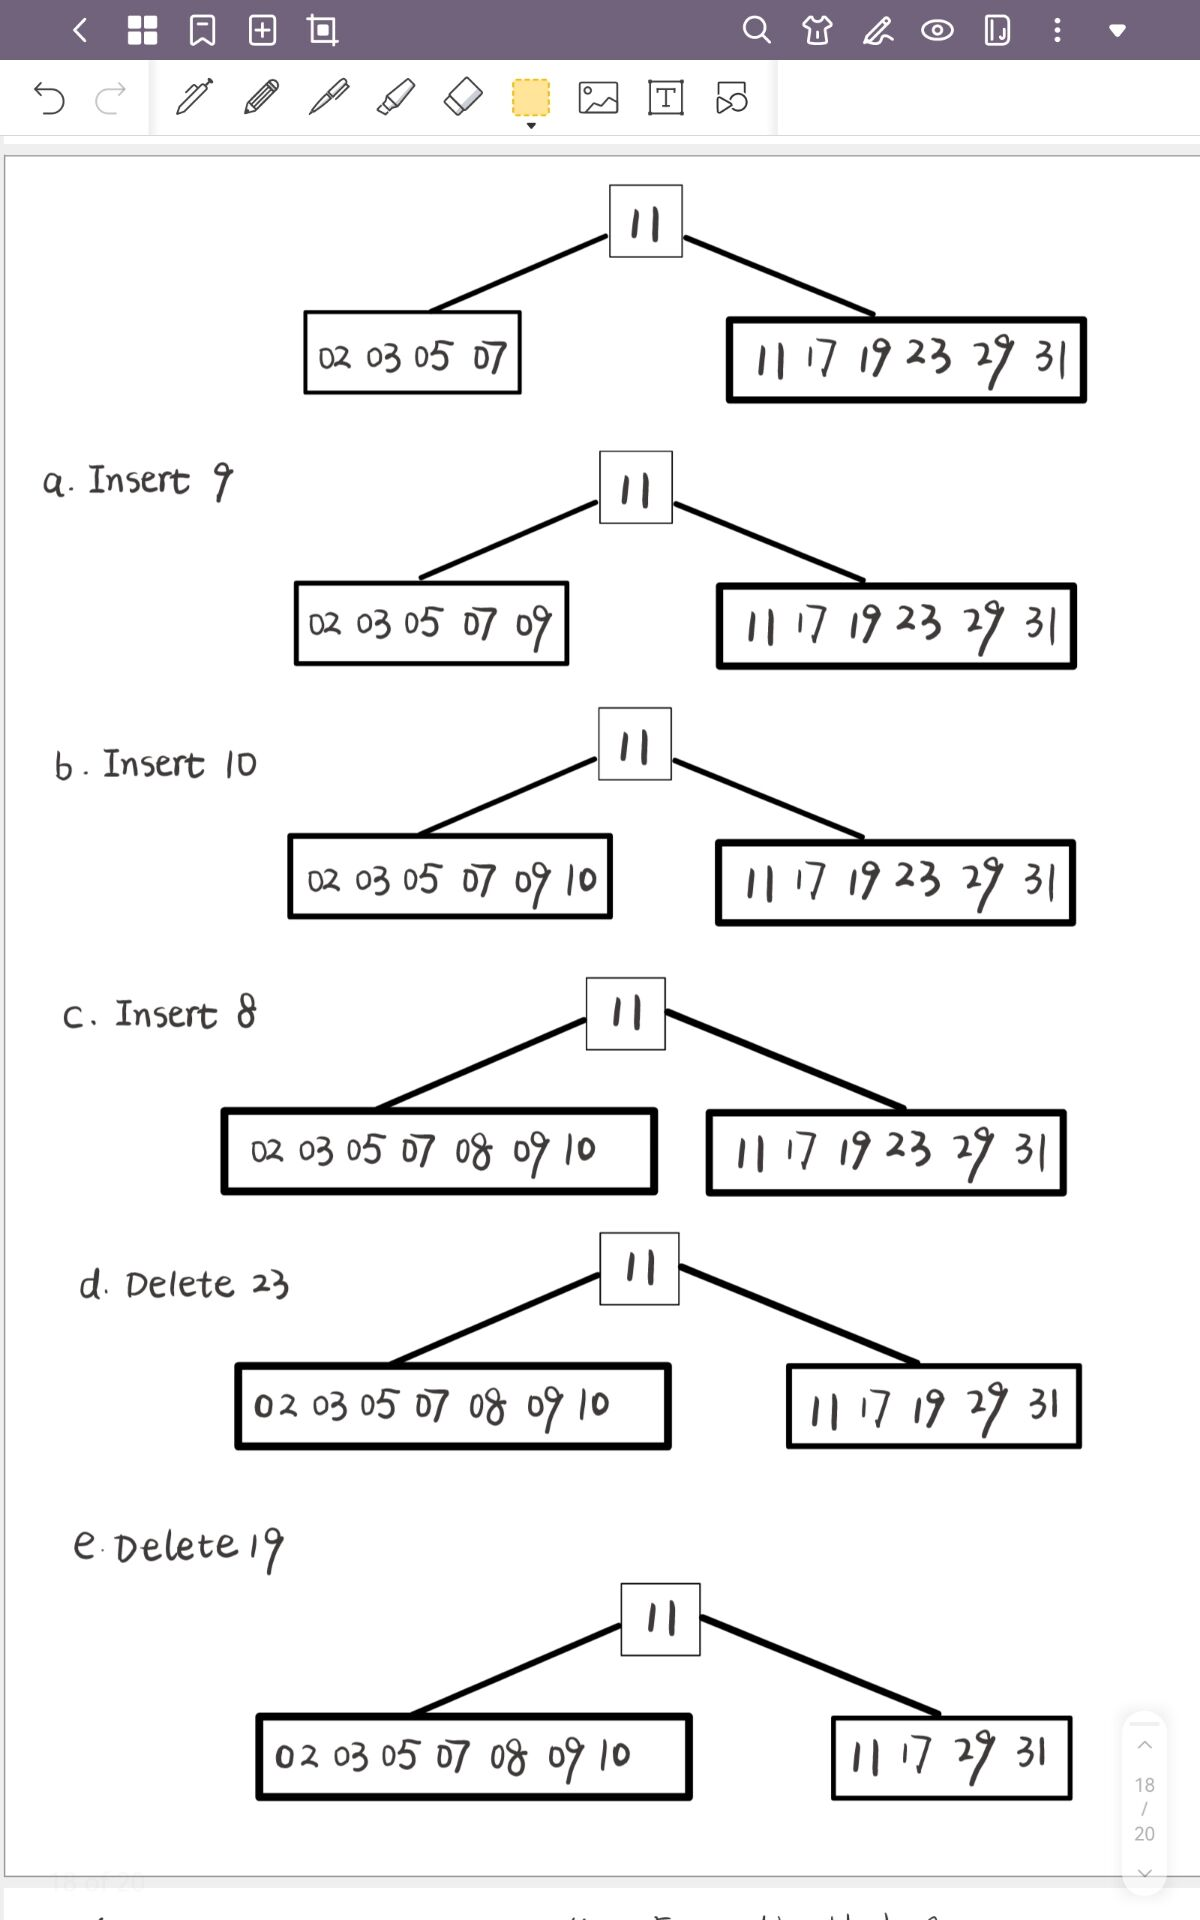 11
02 03 05 07
11 17 19 23 29 31
a. Insert 9
11
02 03 05 07 09
11 17 19 23 29 31
b. Insert 10
11
02 03 05 07 09 10
11 17 19 23 29 31
c. Insert 8
11
02 03 05 07 08 09 10
11 17 19 23 29 31
d. Delete 23
11
02 03 05 07 08 09 10
11 17 19 29 31
e. Delete 19
11
02 03 05 07 08 09 10
11 17 29 31
18
/
20
18 of 20